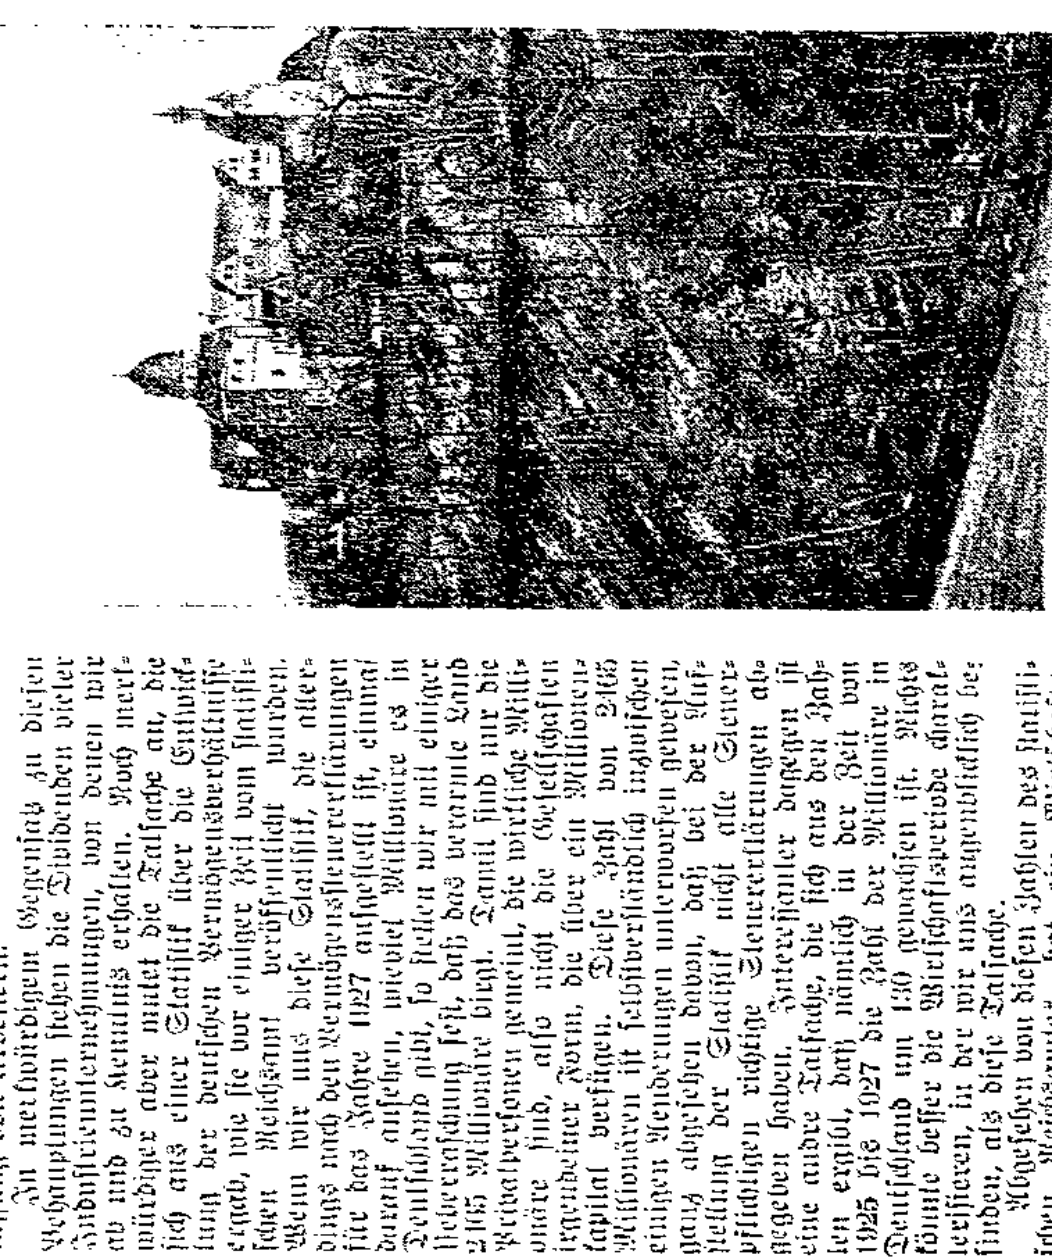 In merkwürdigem Gegensatz zu diesen
Behauptungen stehen die Dividenden vieler
Industrieunternehmungen, von denen wir
ab und zu Kenntnis erhalten. Noch merk-
würdiger aber mutet die Tatsache an, die
sich aus einer Statistik über die Entwick-
lung der deutschen Vermögensverhältnisse
ergab, wie sie vor einiger Zeit vom statisti-
schen Reichsamt veröffentlicht wurden.
Wenn wir uns diese Statistik, die aller-
dings nach den Vermögenssteuererklärungen
für das Jahre 1927 aufgestellt ist, einmal
darauf ansehen, wieviel Millionäre es in
Deutschland gibt, so stellen wir mit einiger
Ueberraschung fest, daß das verarmte Land
2465 Millionäre birgt. Damit sind nur die
Privatpersonen gemeint, die wirkliche Milli-
onäre sind, also nicht die Gesellschaften
irgendeiner Form, die über ein Millionen-
kapital verfügen. Diese Zahl von 2465
Millionären ist selbstverständlich inzwischen
einigen Aenderungen unterworfen gewesen,
ganz abgesehen davon, daß bei der Auf-
stellung der Statistik nicht alle Steuer-
pflichtigen richtige Steuererklärungen ab-
gegeben haben. Interessanter dagegen ist
eine andre Tatsache, die sich aus den Zah-
len ergibt, daß nämlich in der Zeit von
1925 bis 1927 die Zahl der Millionäre in
Deutschland um 130 gewachsen ist. Nichts
könnte besser die Wirtschaftsperiode charak-
terisieren, in der wir uns augenblicklich be-
finden, als diese Tatsache.
Abgesehen von diesen Zahlen des statisti-